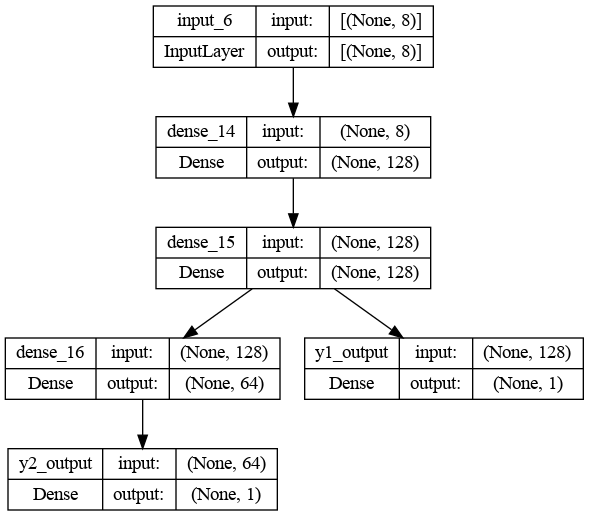 input_6 input: [(None, 8)]
InputLayer output: [(None, 8)]
dense_14 input: (None, 8)
Dense output: (None, 128)
dense_15 input: (None, 128)
Dense output: (None, 128)
dense_16 input: (None, 128)
Dense output: (None, 64)
y1_output input: (None, 128)
Dense output: (None, 1)
y2_output input: (None, 64)
Dense output: (None, 1)